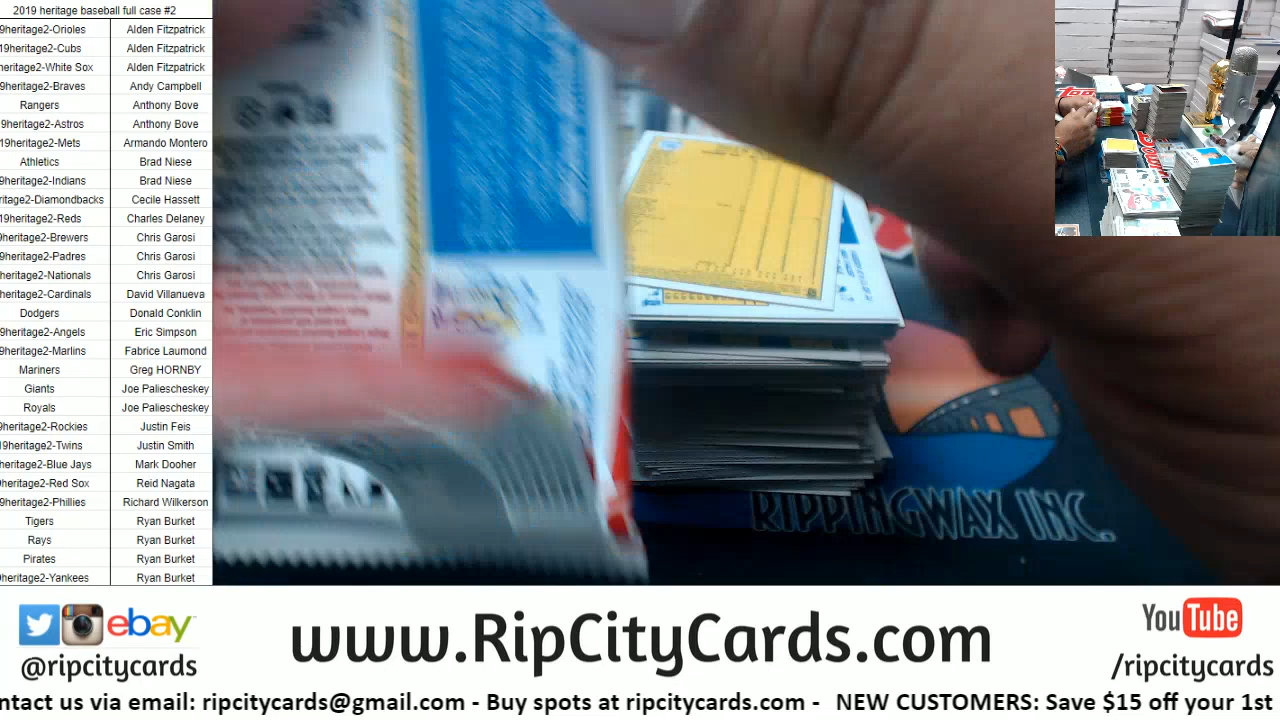 2019 heritage baseball full case #2
9heritage2-Orioles Alden Fitzpatrick
19heritage2-Cubs Alden Fitzpatrick
heritage2-White Sox Alden Fitzpatrick
9heritage2-Braves Andy Campbell
Rangers Anthony Bove
9heritage2-Astros Anthony Bove
19heritage2-Mets Armando Montero
Athletics Brad Niese
9heritage2-Indians Brad Niese
ritage2-Diamondbacks Cecile Hassett
19heritage2-Reds Charles Delaney
9heritage2-Brewers Chris Garosi
9heritage2-Padres Chris Garosi
heritage2-Nationals Chris Garosi
heritage2-Cardinals David Villanueva
Dodgers Donald Conklin
9heritage2-Angels Eric Simpson
9heritage2-Marlins Fabrice Laumond
Mariners Greg HORNBY
Giants Joe Paliescheskey
Royals Joe Paliescheskey
9heritage2-Rockies Justin Feis
19heritage2-Twins Justin Smith
heritage2-Blue Jays Mark Dooher
heritage2-Red Sox Reid Nagata
9heritage2-Phillies Richard Wilkerson
Tigers Ryan Burket
Rays Ryan Burket
Pirates Ryan Burket
9heritage2-Yankees Ryan Burket
RIPPINGWAX INC.
ebay
@ripcitycards
www.RipCityCards.com
YouTube
/ripcitycards
ntact us via email: ripcitycards@gmail.com - Buy spots at ripcitycards.com - NEW CUSTOMERS: Save $15 off your 1st